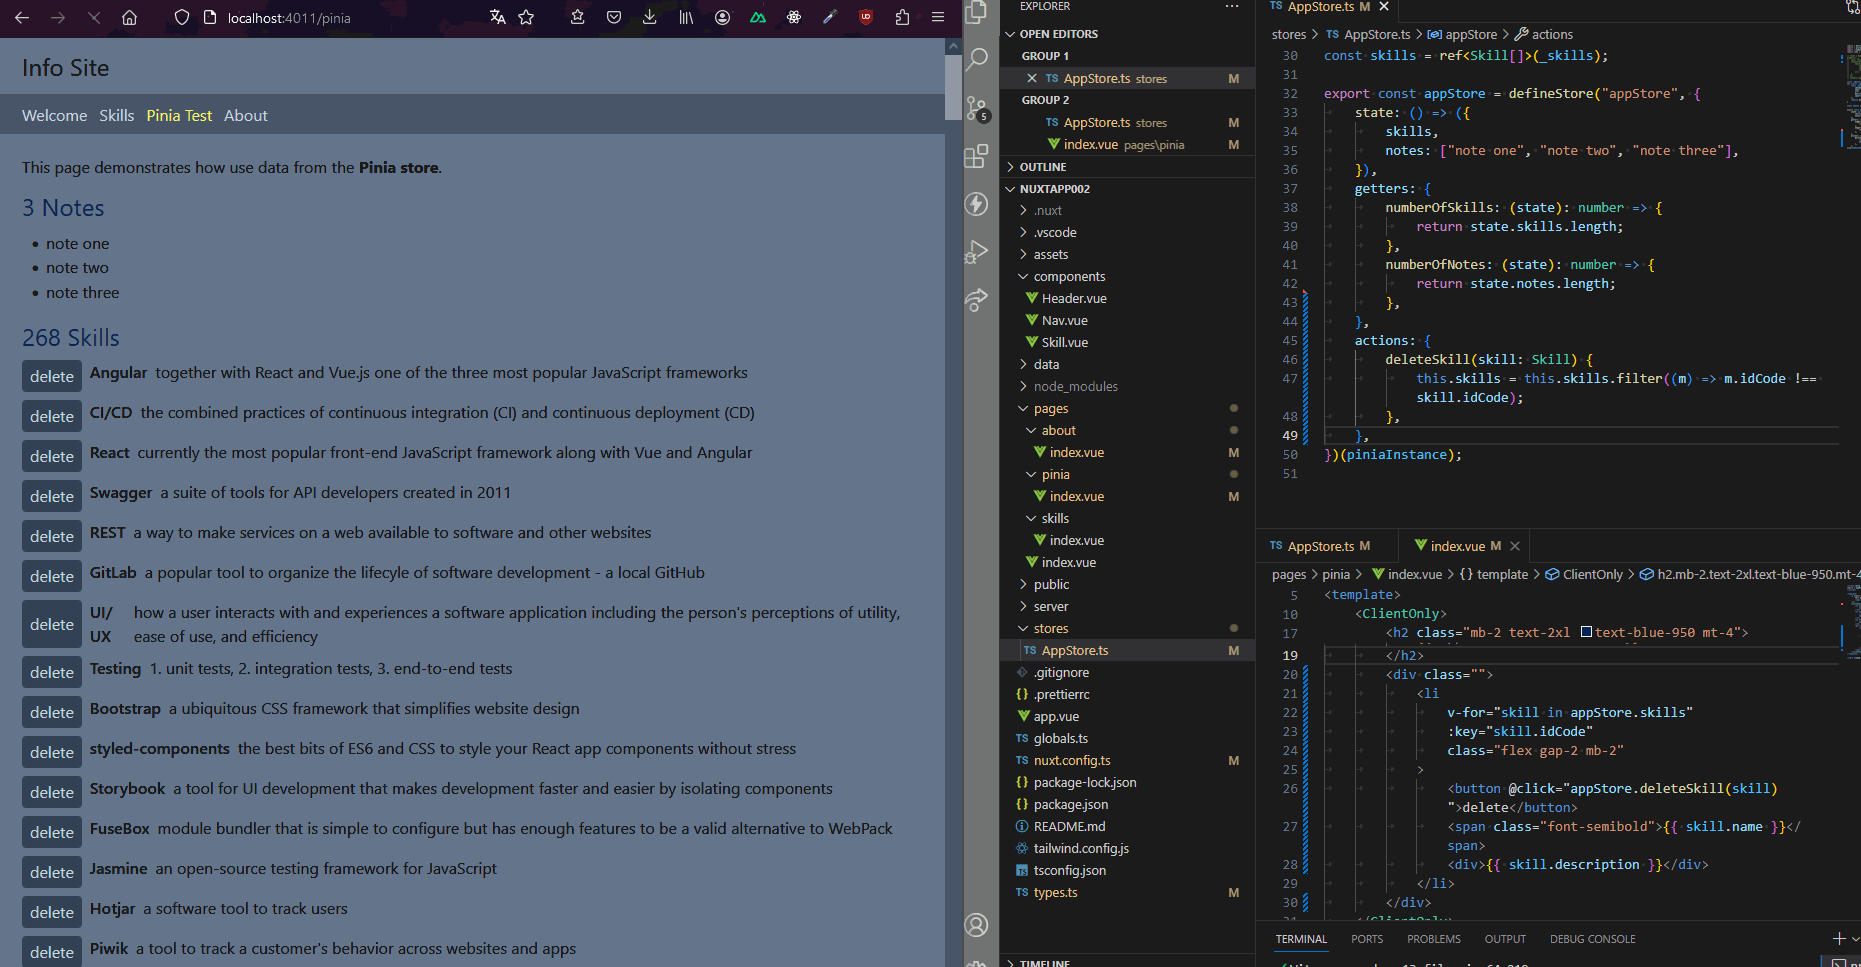 localhost:4011/pinia
Info Site
Welcome Skills Pinia Test About
This page demonstrates how use data from the Pinia store.
3 Notes
• note one
• note two
• note three
268 Skills
delete Angular together with React and Vue.js one of the three most popular JavaScript frameworks
delete CI/CD the combined practices of continuous integration (CI) and continuous deployment (CD)
delete React currently the most popular front-end JavaScript framework along with Vue and Angular
delete Swagger a suite of tools for API developers created in 2011
delete REST a way to make services on a web available to software and other websites
delete GitLab a popular tool to organize the lifecyle of software development - a local GitHub
delete UI/UX how a user interacts with and experiences a software application including the person's perceptions of utility,
ease of use, and efficiency
delete Testing 1. unit tests, 2. integration tests, 3. end-to-end tests
delete Bootstrap a ubiquitous CSS framework that simplifies website design
delete styled-components the best bits of ES6 and CSS to style your React app components without stress
delete Storybook a tool for UI development that makes development faster and easier by isolating components
delete FuseBox module bundler that is simple to configure but has enough features to be a valid alternative to WebPack
delete Jasmine an open-source testing framework for JavaScript
delete Hotjar a software tool to track users
delete Piwik a tool to track a customer's behavior across websites and apps
5
EXPLORER ···
OPEN EDITORS
GROUP 1
TS AppStore.ts stores M
GROUP 2
TS AppStore.ts stores M
index.vue pages\pinia M
OUTLINE
NUXTAPP002
.nuxt
.vscode
assets
components
Header.vue
Nav.vue
Skill.vue
data
node_modules
pages
about
index.vue M
pinia
index.vue M
skills
index.vue
index.vue
public
server
stores
TS AppStore.ts M
.gitignore
{} .prettierrc
app.vue
TS globals.ts
TS nuxt.config.ts M
{} package-lock.json
{} package.json
README.md
tailwind.config.js
tsconfig.json
TS types.ts M
TIMELINE
TS AppStore.ts M
stores > TS AppStore.ts > appStore > actions
30 const skills = ref<Skill[]>(_skills);
31
32 export const appStore = defineStore("appStore", {
33 state: () => ({
34 skills,
35 notes: ["note one", "note two", "note three"],
36 }),
37 getters: {
38 numberOfSkills: (state): number => {
39 return state.skills.length;
40 },
41 numberOfNotes: (state): number => {
42 return state.notes.length;
43 },
44 },
45 actions: {
46 deleteSkill(skill: Skill) {
47 this.skills = this.skills.filter((m) => m.idCode !==
skill.idCode);
48 },
49 },
50 })(piniaInstance);
51
TS AppStore.ts M index.vue M
pages > pinia > index.vue > {} template > ClientOnly > h2.mb-2.text-2xl.text-blue-950.mt-4
5 <template>
10 <ClientOnly>
17 <h2 class="mb-2 text-2xl text-blue-950 mt-4">
19 </h2>
20 <div class="">
21 <li
22 v-for="skill in appStore.skills"
23 :key="skill.idCode"
24 class="flex gap-2 mb-2"
25 >
26 <button @click="appStore.deleteSkill(skill)
">delete</button>
27 <span class="font-semibold">{{ skill.name }}</
span>
28 <div>{{ skill.description }}</div>
29 </li>
30 </div>
31 </ClientOnly>
TERMINAL PORTS PROBLEMS OUTPUT DEBUG CONSOLE